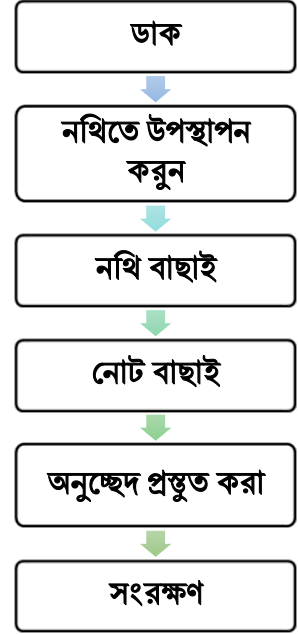 ডাক
নথিতে উপস্থাপন
করুন
নথি বাছাই
নোট বাছাই
অনুচ্ছেদ প্রস্তুত করা
সংরক্ষণ